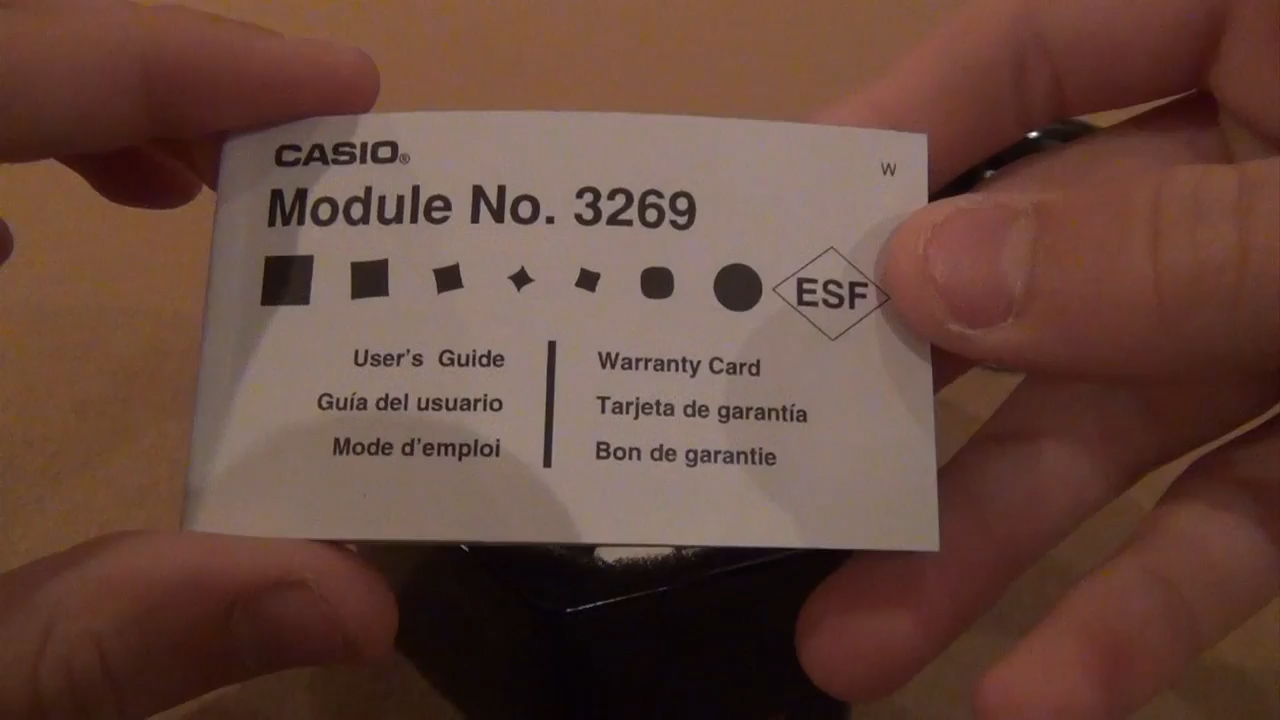 CASIO®
W
Module No. 3269
ESF
User's Guide
Guía del usuario
Mode d'emploi
Warranty Card
Tarjeta de garantía
Bon de garantie